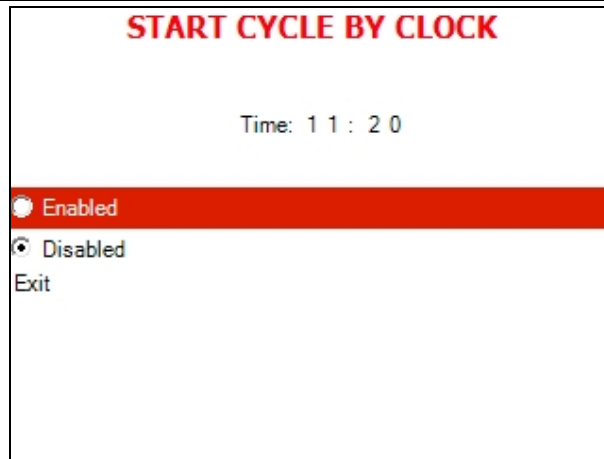 START CYCLE BY CLOCK
Time: 1 1 : 2 0
Enabled
Disabled
Exit